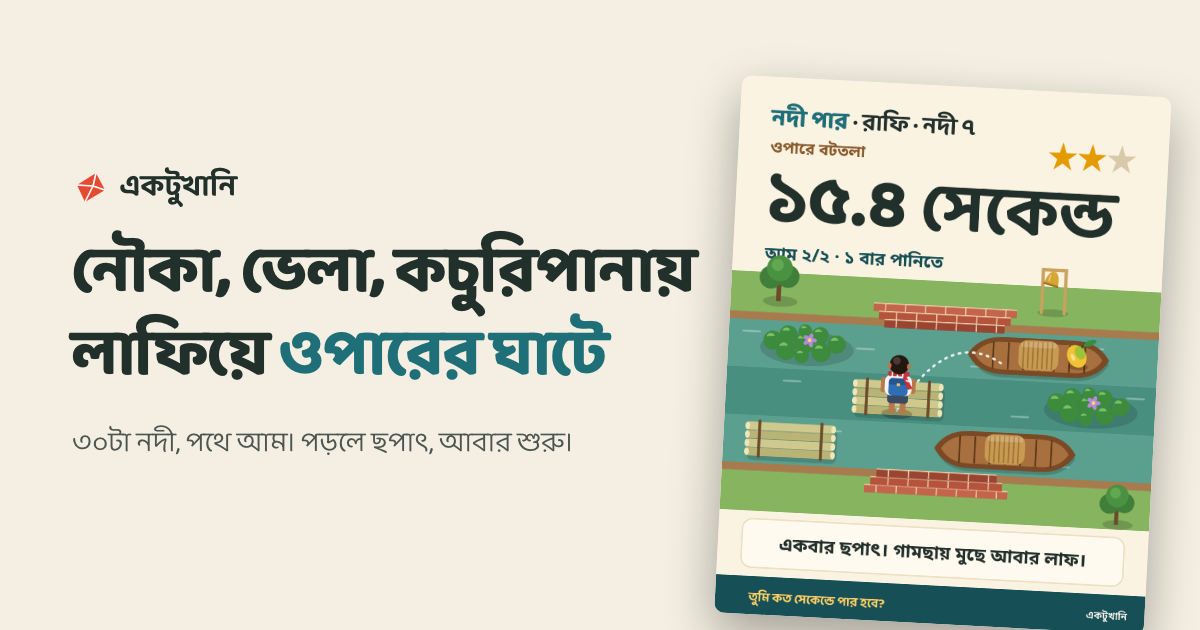 একটুখানি
নৌকা, ভেলা, কচুরিপানায়
লাফিয়ে ওপারের ঘাটে
৩০টা নদী, পথে আম। পড়লে ছপাৎ, আবার শুরু।
নদী পার · রাফি · নদী ৭
ওপারে বটতলা
১৫.৪ সেকেন্ড
আম ২/২ · ১ বার পানিতে
একবার ছপাৎ। গামছায় মুছে আবার লাফ।
তুমি কত সেকেন্ডে পার হবে?
একটুখানি